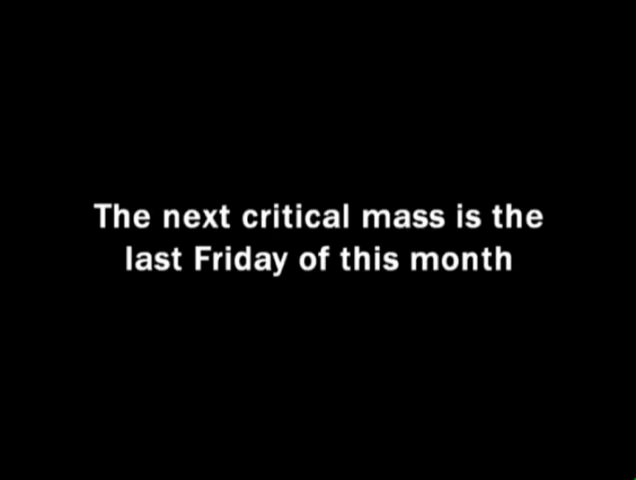 The next critical mass is the
last Friday of this month